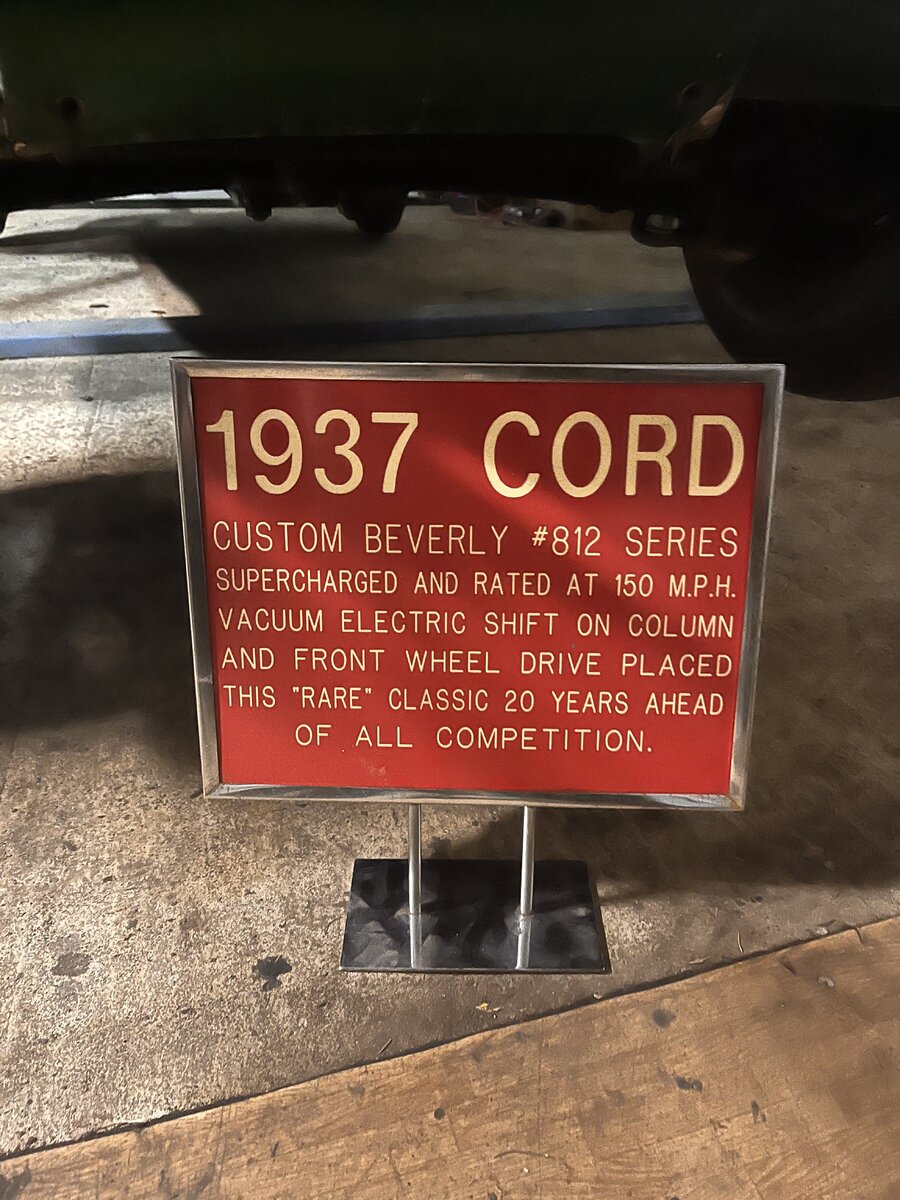 1937 CORD
CUSTOM BEVERLY #812 SERIES
SUPERCHARGED AND RATED AT 150 M.P.H.
VACUUM ELECTRIC SHIFT ON COLUMN
AND FRONT WHEEL DRIVE PLACED
THIS "RARE" CLASSIC 20 YEARS AHEAD
OF ALL COMPETITION.